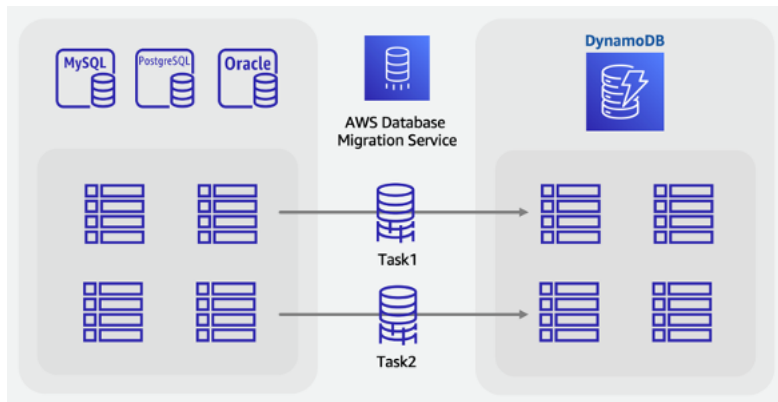 MySQL
PostgreSQL
Oracle
AWS Database
Migration Service
DynamoDB
Task1
Task2